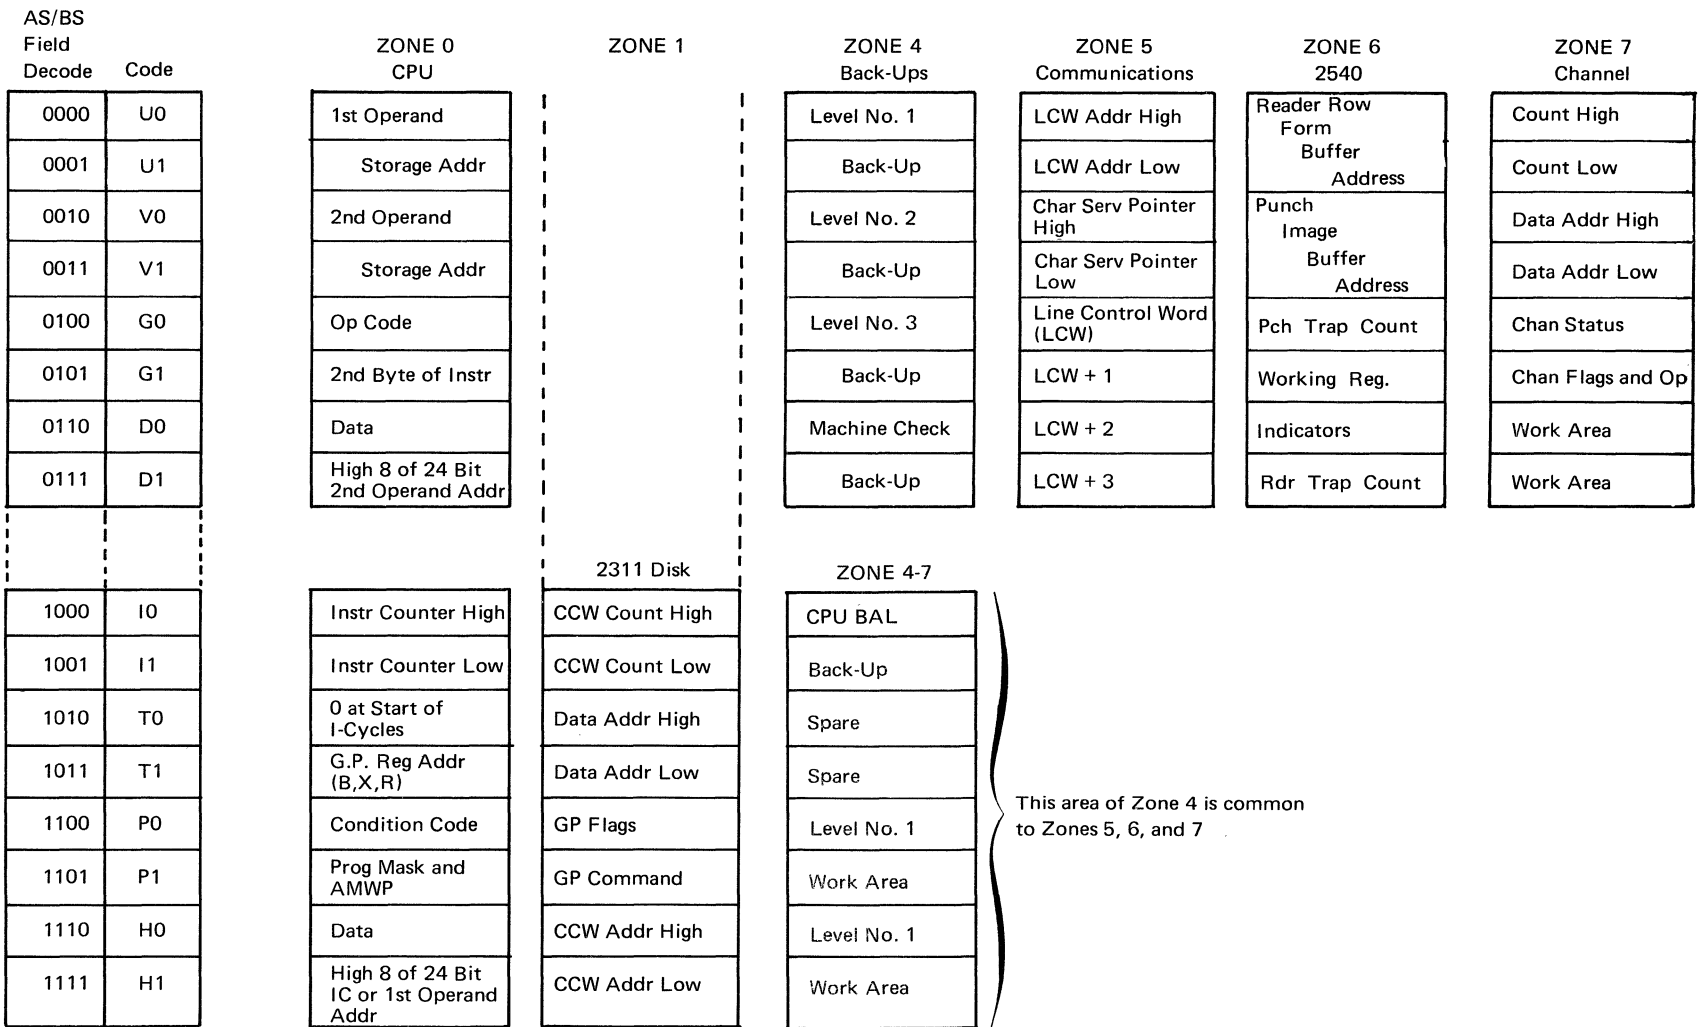 AS/BS
Field
Decode Code
ZONE 0
CPU
ZONE 1
ZONE 4
Back-Ups
ZONE 5
Communications
ZONE 6
2540
ZONE 7
Channel
0000 U0
1st Operand
Level No. 1
LCW Addr High
Reader Row
Form
Buffer
Address
Count High
0001 U1
Storage Addr
Back-Up
LCW Addr Low
Count Low
0010 V0
2nd Operand
Level No. 2
Char Serv Pointer
High
Punch
Image
Buffer
Address
Data Addr High
0011 V1
Storage Addr
Back-Up
Char Serv Pointer
Low
Data Addr Low
0100 G0
Op Code
Level No. 3
Line Control Word
(LCW)
Pch Trap Count
Chan Status
0101 G1
2nd Byte of Instr
Back-Up
LCW + 1
Working Reg.
Chan Flags and Op
0110 D0
Data
Machine Check
LCW + 2
Indicators
Work Area
0111 D1
High 8 of 24 Bit
2nd Operand Addr
Back-Up
LCW + 3
Rdr Trap Count
Work Area
2311 Disk
ZONE 4-7
1000 I0
Instr Counter High
CCW Count High
CPU BAL
1001 I1
Instr Counter Low
CCW Count Low
Back-Up
1010 T0
0 at Start of
I-Cycles
Data Addr High
Spare
1011 T1
G.P. Reg Addr
(B,X,R)
Data Addr Low
Spare
This area of Zone 4 is common
to Zones 5, 6, and 7
1100 P0
Condition Code
GP Flags
Level No. 1
1101 P1
Prog Mask and
AMWP
GP Command
Work Area
1110 H0
Data
CCW Addr High
Level No. 1
1111 H1
High 8 of 24 Bit
IC or 1st Operand
Addr
CCW Addr Low
Work Area